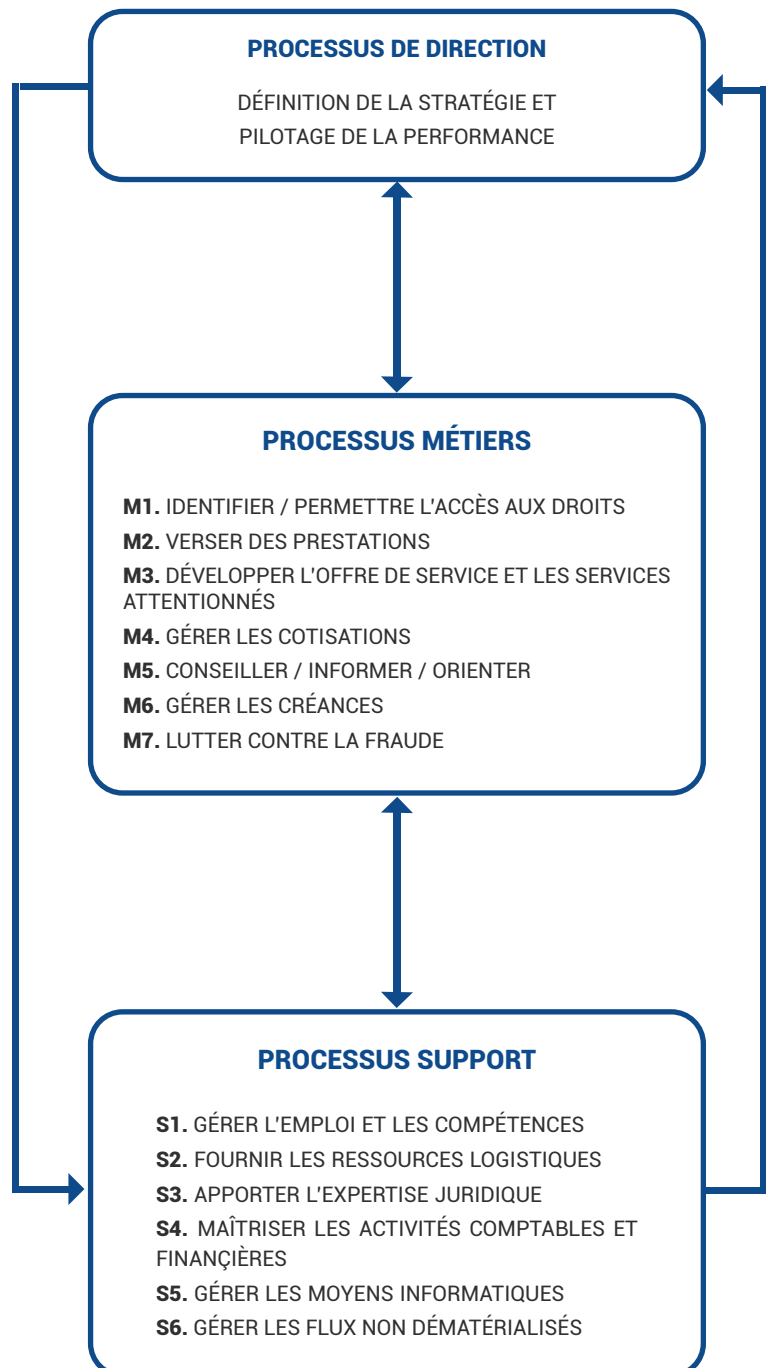 PROCESSUS DE DIRECTION
DÉFINITION DE LA STRATÉGIE ET
PILOTAGE DE LA PERFORMANCE
PROCESSUS MÉTIERS
M1. IDENTIFIER / PERMETTRE L'ACCÈS AUX DROITS
M2. VERSER DES PRESTATIONS
M3. DÉVELOPPER L'OFFRE DE SERVICE ET LES SERVICES
ATTENTIONNÉS
M4. GÉRER LES COTISATIONS
M5. CONSEILLER / INFORMER / ORIENTER
M6. GÉRER LES CRÉANCES
M7. LUTTER CONTRE LA FRAUDE
PROCESSUS SUPPORT
S1. GÉRER L'EMPLOI ET LES COMPÉTENCES
S2. FOURNIR LES RESSOURCES LOGISTIQUES
S3. APPORTER L'EXPERTISE JURIDIQUE
S4. MAÎTRISER LES ACTIVITÉS COMPTABLES ET
FINANÇIÈRES
S5. GÉRER LES MOYENS INFORMATIQUES
S6. GÉRER LES FLUX NON DÉMATÉRIALISÉS